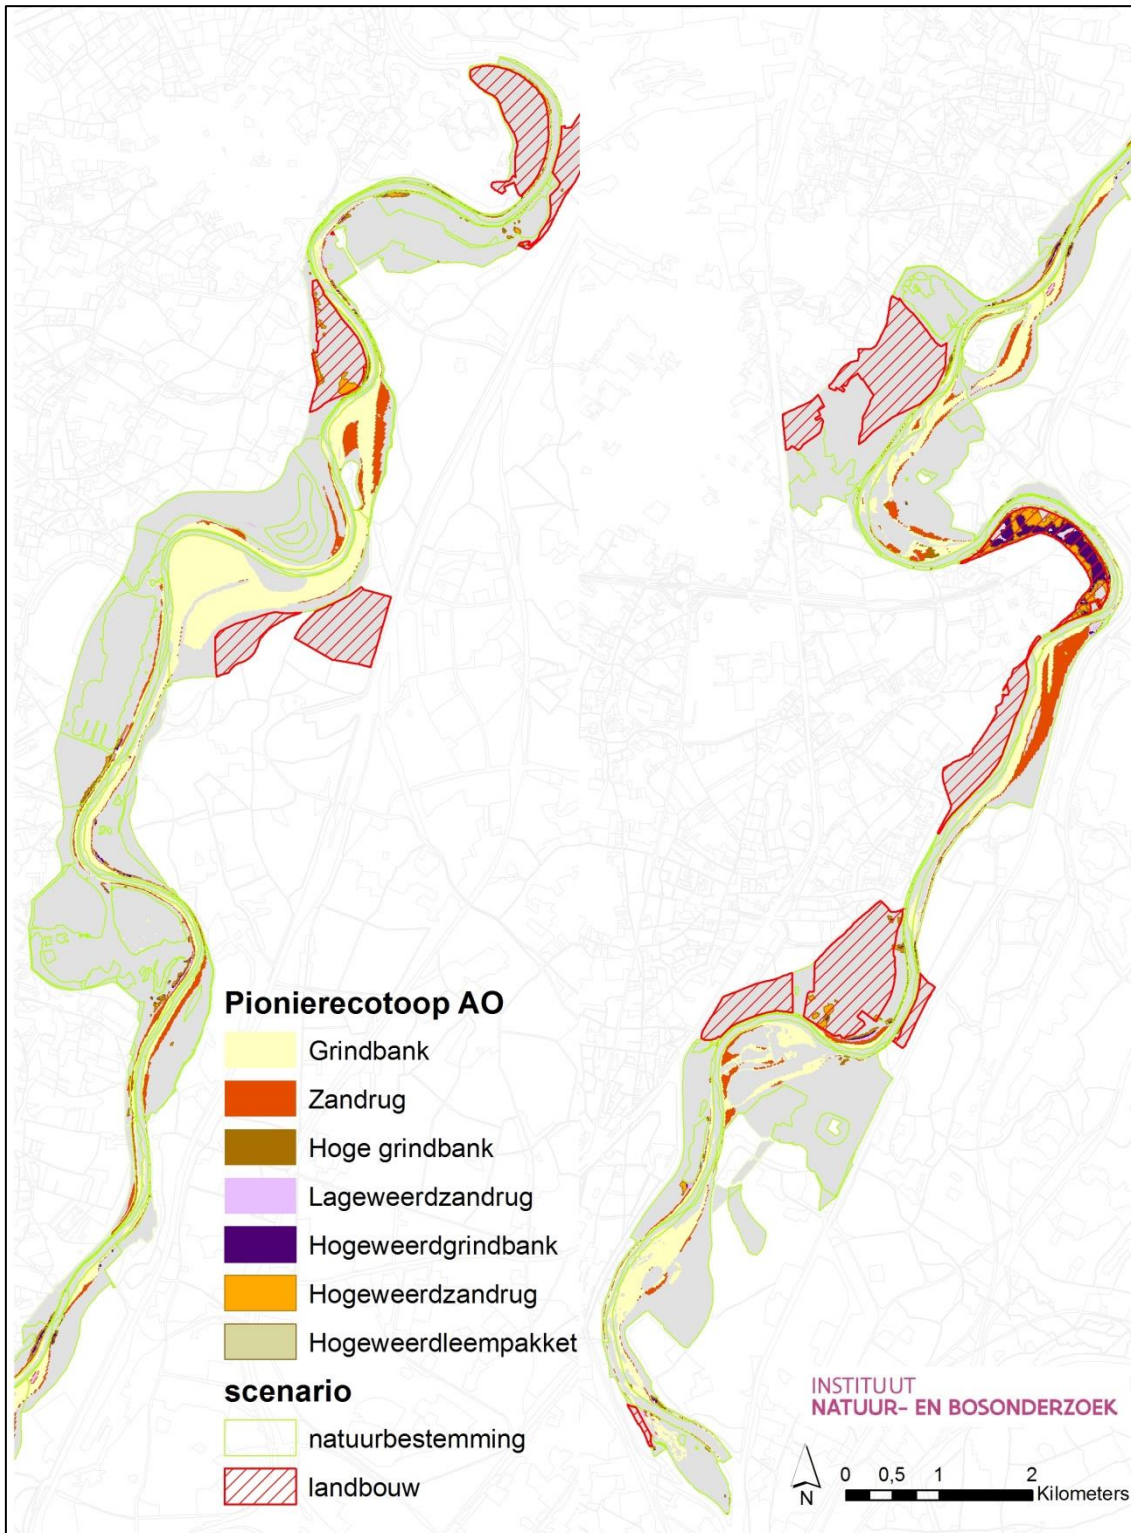 Pionierecotoop AO
Grindbank
Zandrug
Hoge grindbank
Lageweerdzandrug
Hogeweerdgrindbank
Hogeweerdzandrug
Hogeweerdleempakket
scenario
natuurbestemming
landbouw
INSTITUUT
NATUUR- EN BOSONDERZOEK
N
0 0,5 1 2
Kilometers